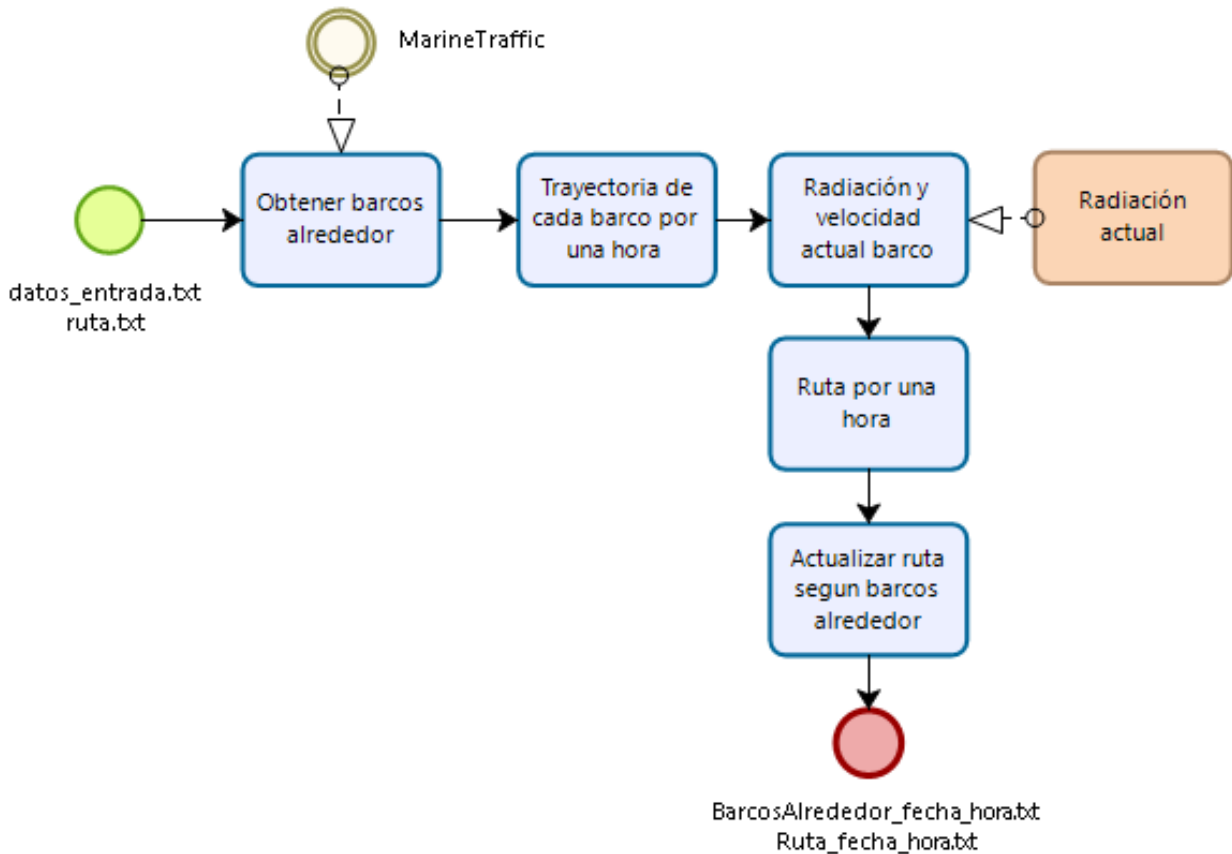 MarineTraffic
Obtener barcos
alrededor
Trayectoria de
cada barco por
una hora
Radiación y
velocidad
actual barco
Radiación
actual
datos_entrada.txt
ruta.txt
Ruta por una
hora
Actualizar ruta
segun barcos
alrededor
BarcosAlrededor_fecha_hora.txt
Ruta_fecha_hora.txt